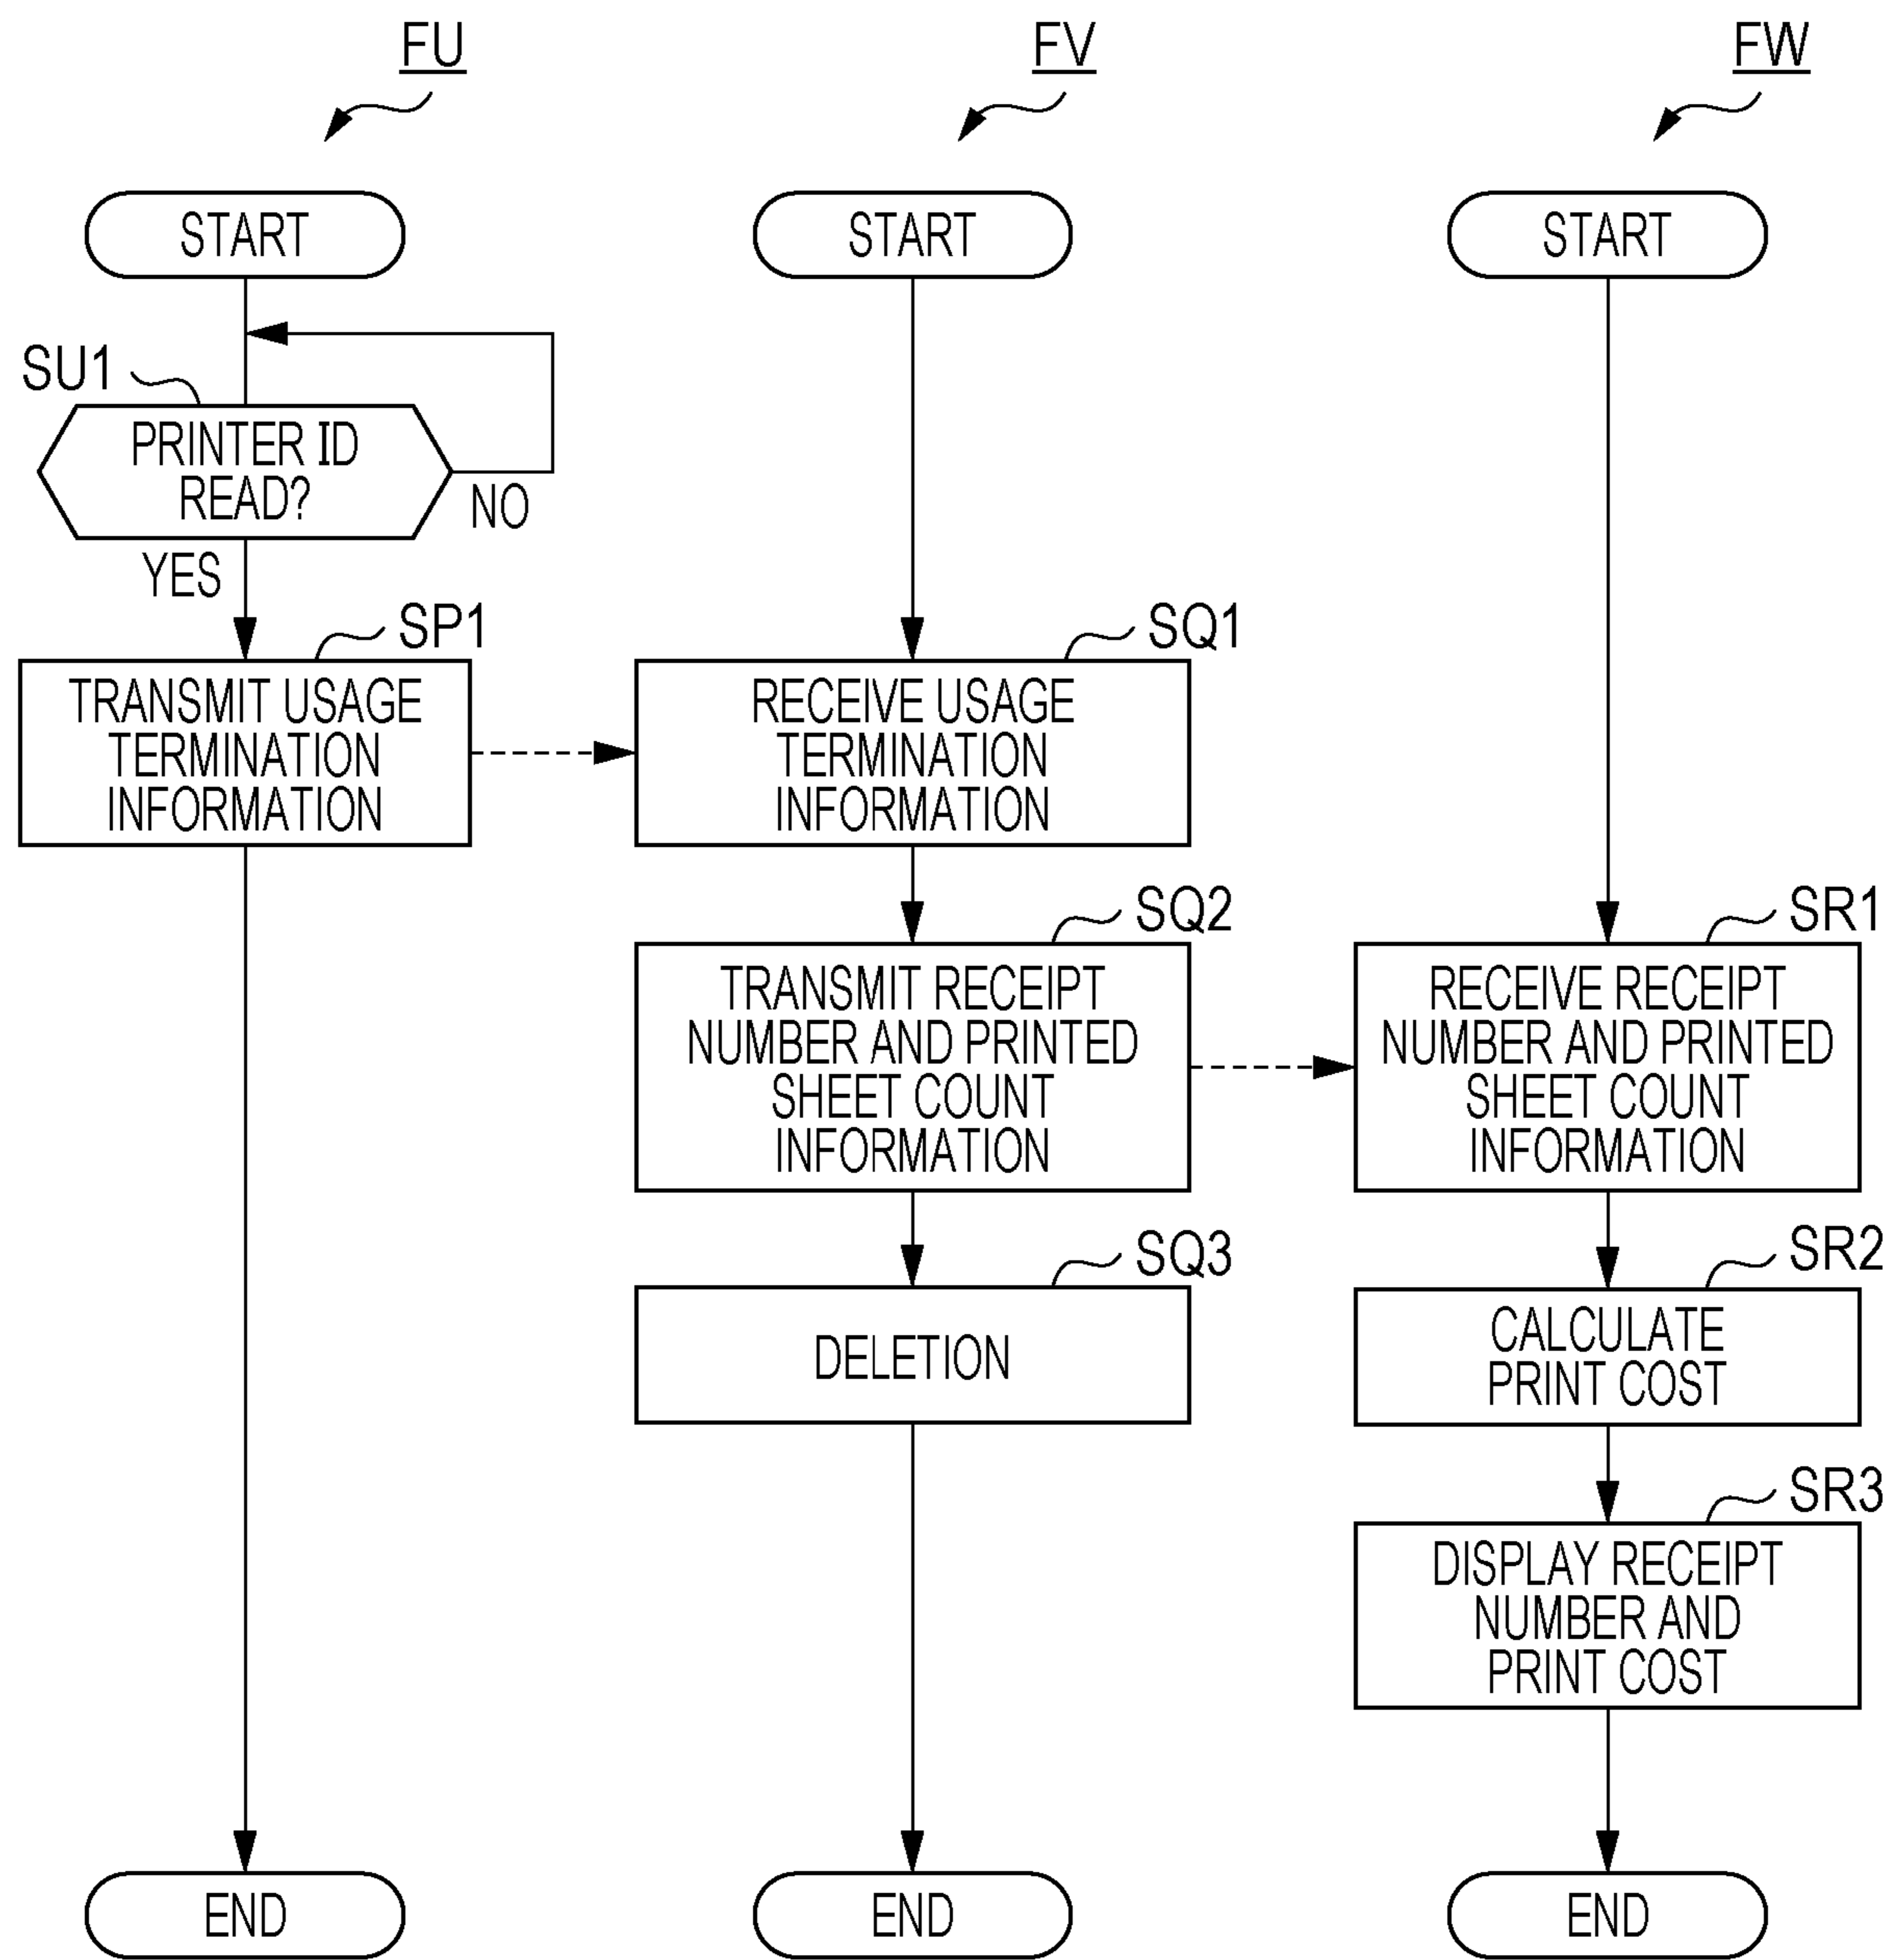 FU
FV
FW
START
START
START
SU1
PRINTER ID
READ?
NO
YES
SP1
SQ1
TRANSMIT USAGE
TERMINATION
INFORMATION
RECEIVE USAGE
TERMINATION
INFORMATION
SQ2
SR1
TRANSMIT RECEIPT
NUMBER AND PRINTED
SHEET COUNT
INFORMATION
RECEIVE RECEIPT
NUMBER AND PRINTED
SHEET COUNT
INFORMATION
SQ3
SR2
DELETION
CALCULATE
PRINT COST
SR3
DISPLAY RECEIPT
NUMBER AND
PRINT COST
END
END
END